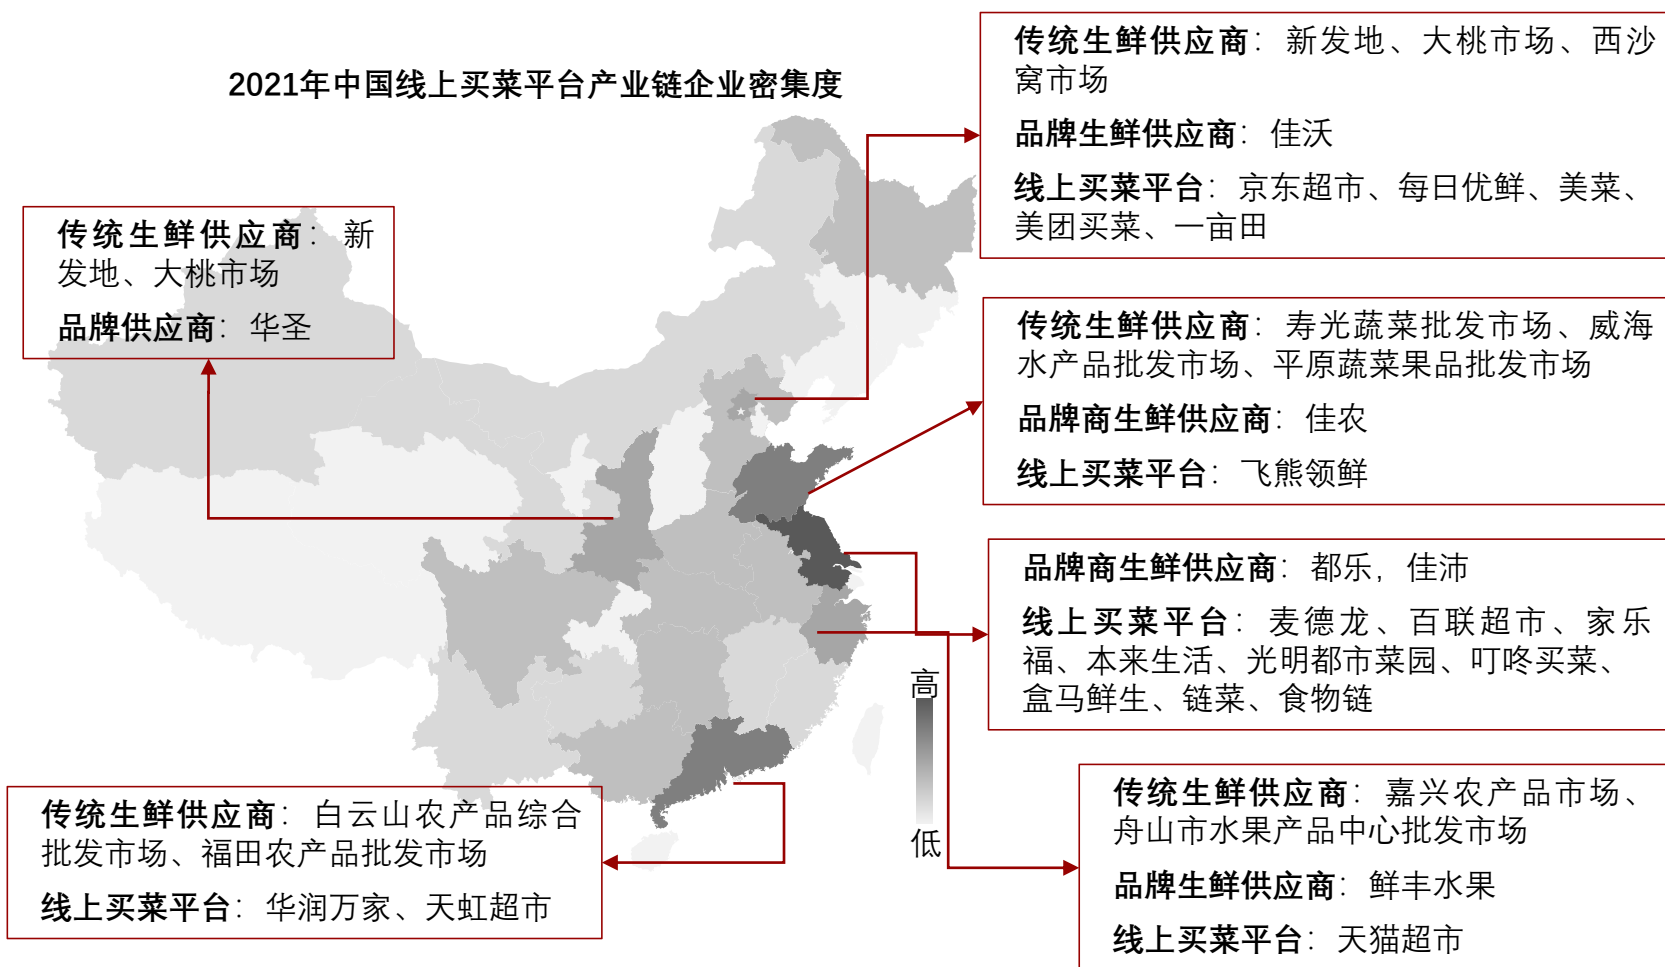 2021年中国线上买菜平台产业链企业密集度
传统生鲜供应商：新发地、大桃市场、西沙
窝市场
品牌生鲜供应商：佳沃
线上买菜平台：京东超市、每日优鲜、美菜、
美团买菜、一亩田
传统生鲜供应商：新
发地、大桃市场
品牌供应商：华圣
传统生鲜供应商：寿光蔬菜批发市场、威海
水产品批发市场、平原蔬菜果品批发市场
品牌商生鲜供应商：佳农
线上买菜平台：飞熊领鲜
品牌商生鲜供应商：都乐，佳沛
线上买菜平台：麦德龙、百联超市、家乐
福、本来生活、光明都市菜园、叮咚买菜、
盒马鲜生、链菜、食物链
高
低
传统生鲜供应商：白云山农产品综合
批发市场、福田农产品批发市场
线上买菜平台：华润万家、天虹超市
传统生鲜供应商：嘉兴农产品市场、
舟山市水果产品中心批发市场
品牌生鲜供应商：鲜丰水果
线上买菜平台：天猫超市